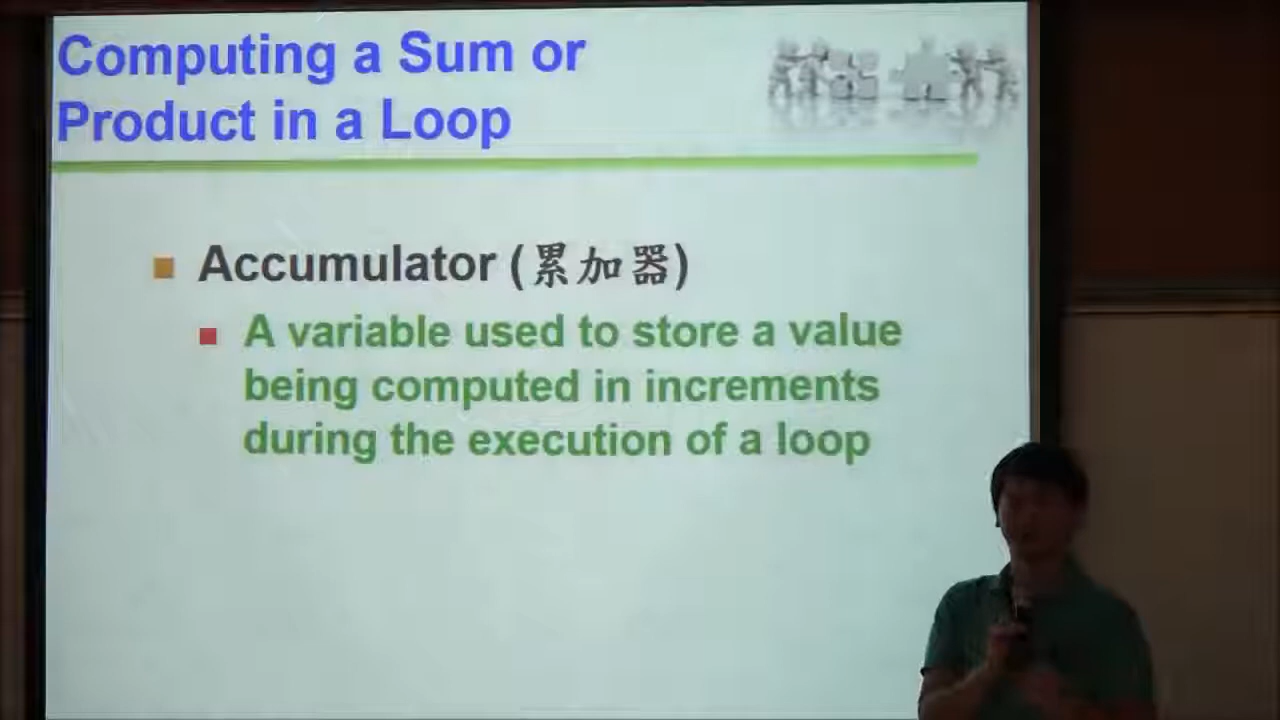 Computing a Sum or
Product in a Loop
Accumulator (累加器)
A variable used to store a value
being computed in increments
during the execution of a loop